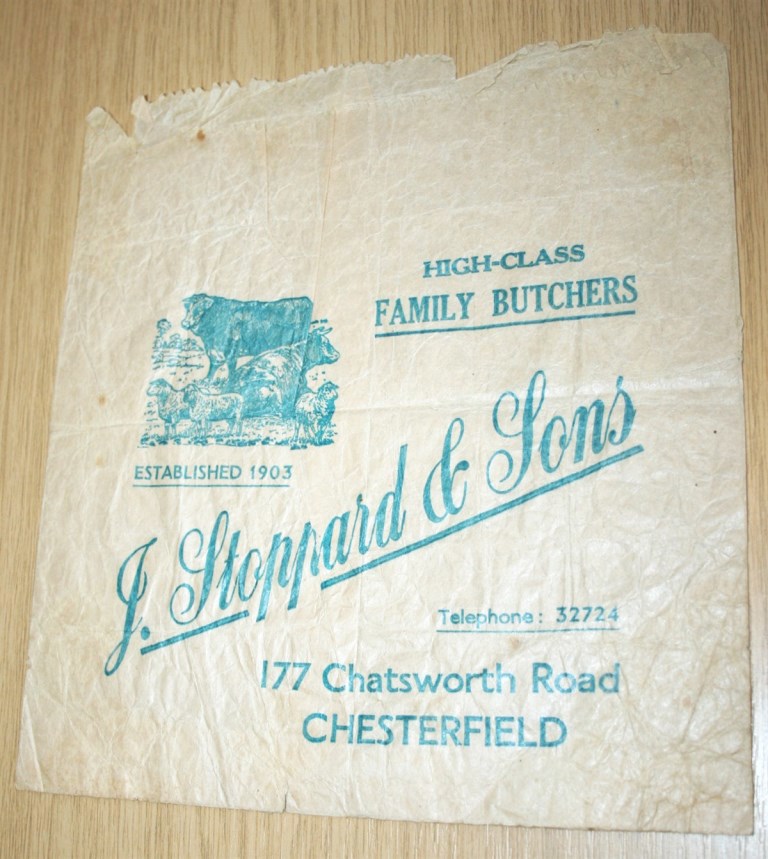 HIGH-CLASS
FAMILY BUTCHERS
ESTABLISHED 1903
J. Stoppard & Sons
Telephone: 32724
177 Chatsworth Road
CHESTERFIELD